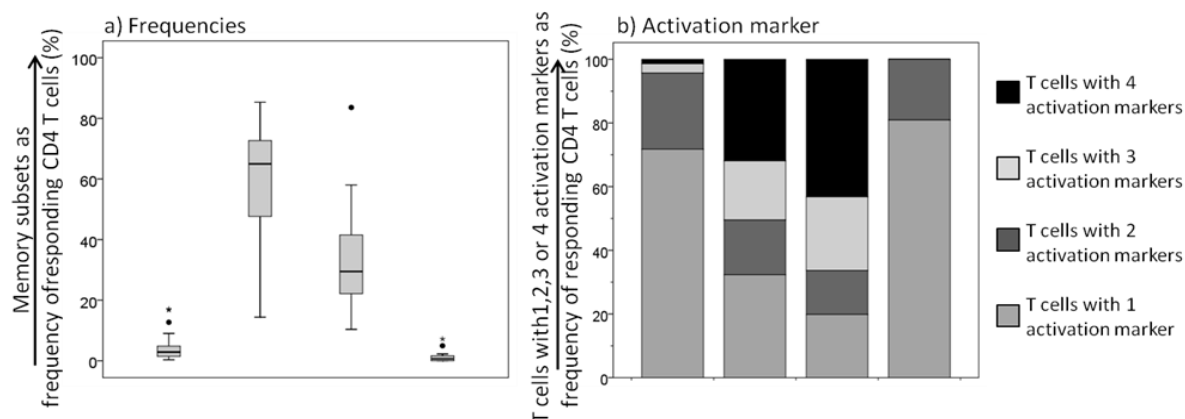 a) Frequencies
Memory subsets as
frequency ofresponding CD4 T cells (%)
100
80
60
40
20
0
*
*
b) Activation marker
T cells with1,2,3 or 4 activation markers as
frequency of responding CD4 T cells (%)
100
80
60
40
20
0
T cells with 4
activation markers
T cells with 3
activation markers
T cells with 2
activation markers
T cells with 1
activation marker